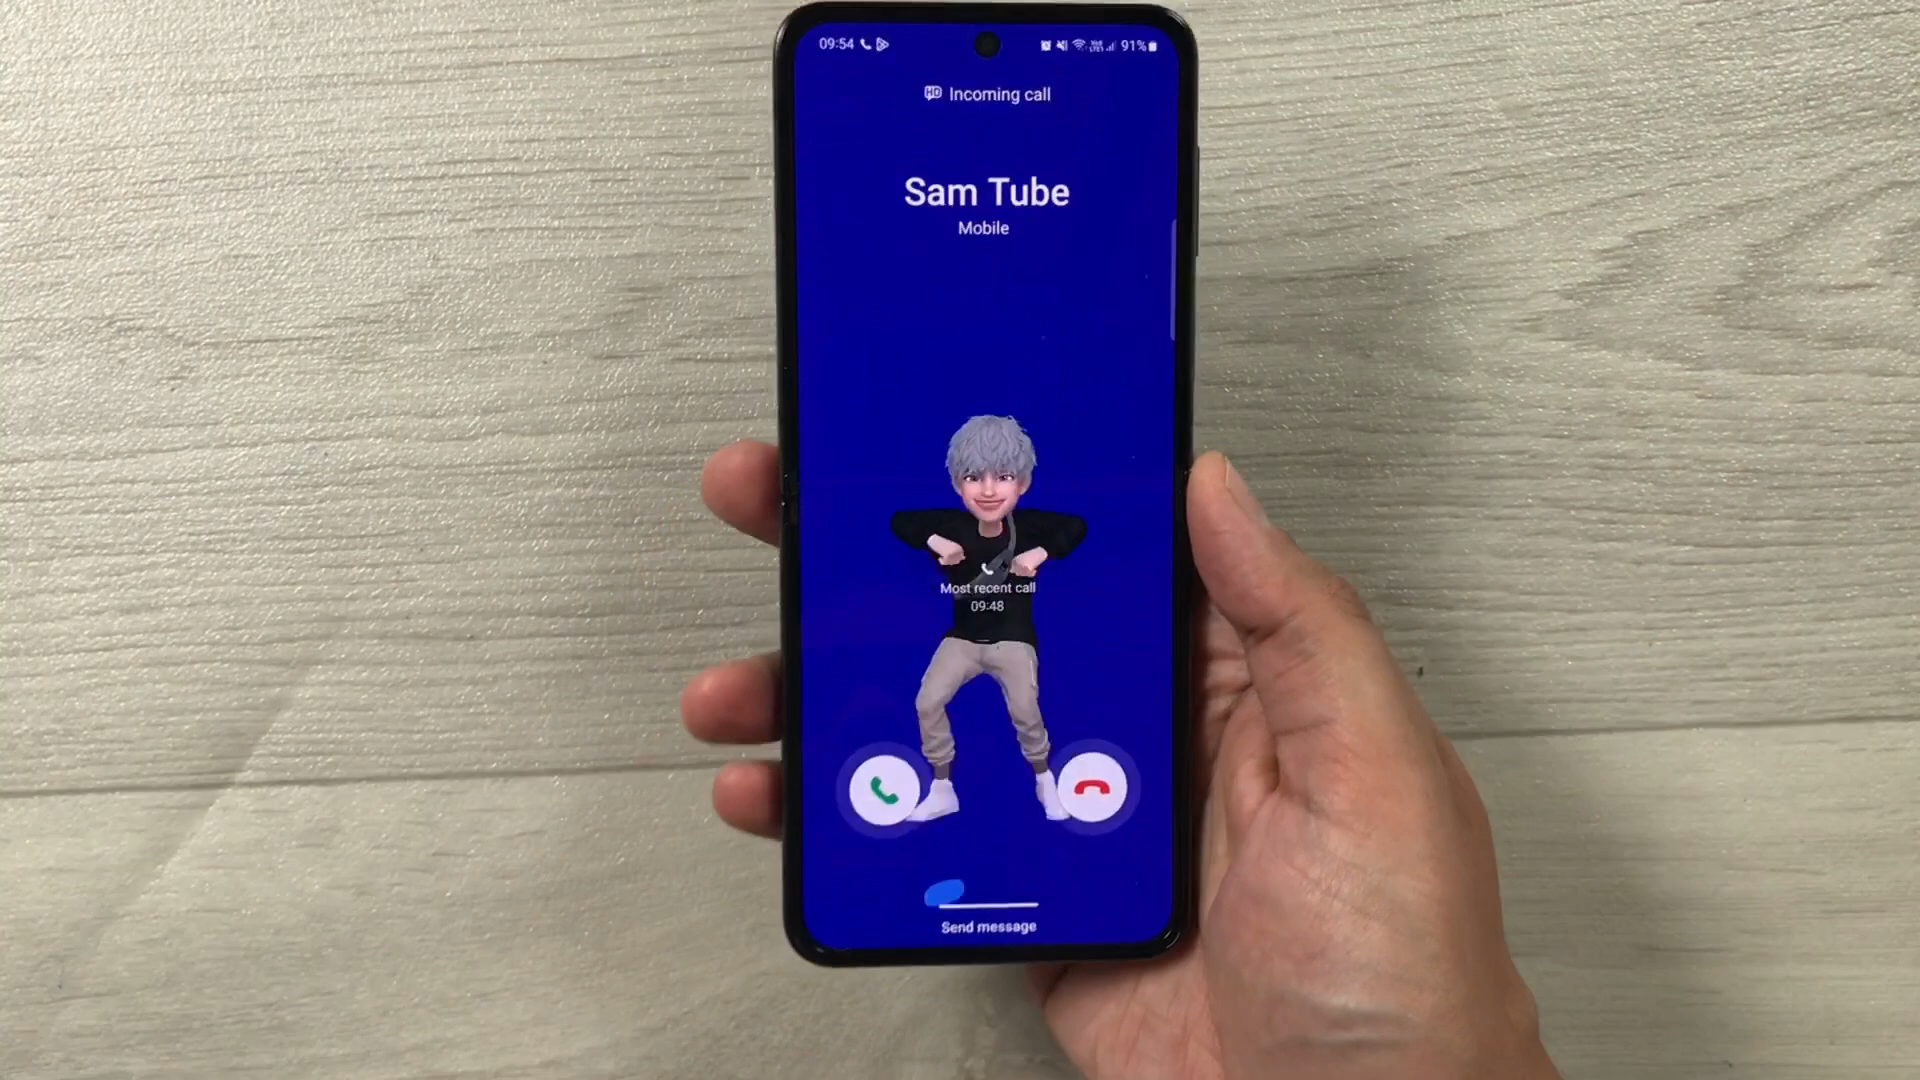 09:54
91%
HD Incoming call
Sam Tube
Mobile
Most recent call
09:48
Send message